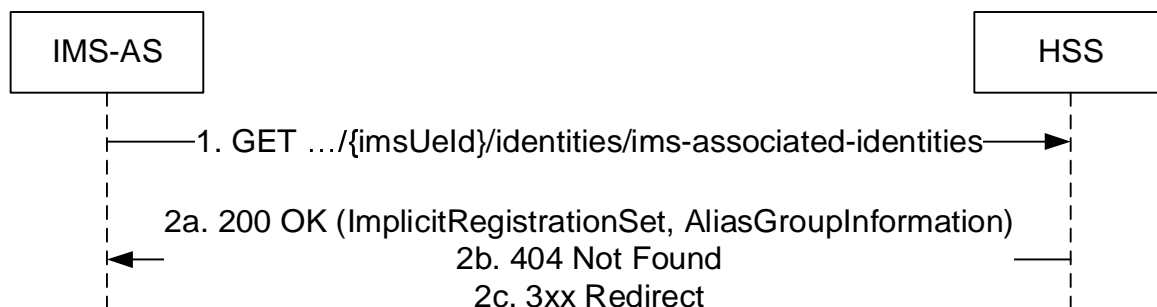 IMS-AS
HSS
1. GET …/{imsUeId}/identities/ims-associated-identities
2a. 200 OK (ImplicitRegistrationSet, AliasGroupInformation)
2b. 404 Not Found
2c. 3xx Redirect